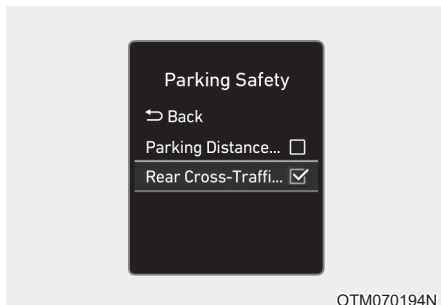 Parking Safety
Back
Parking Distance...
Rear Cross-Traffi...
OTM070194N